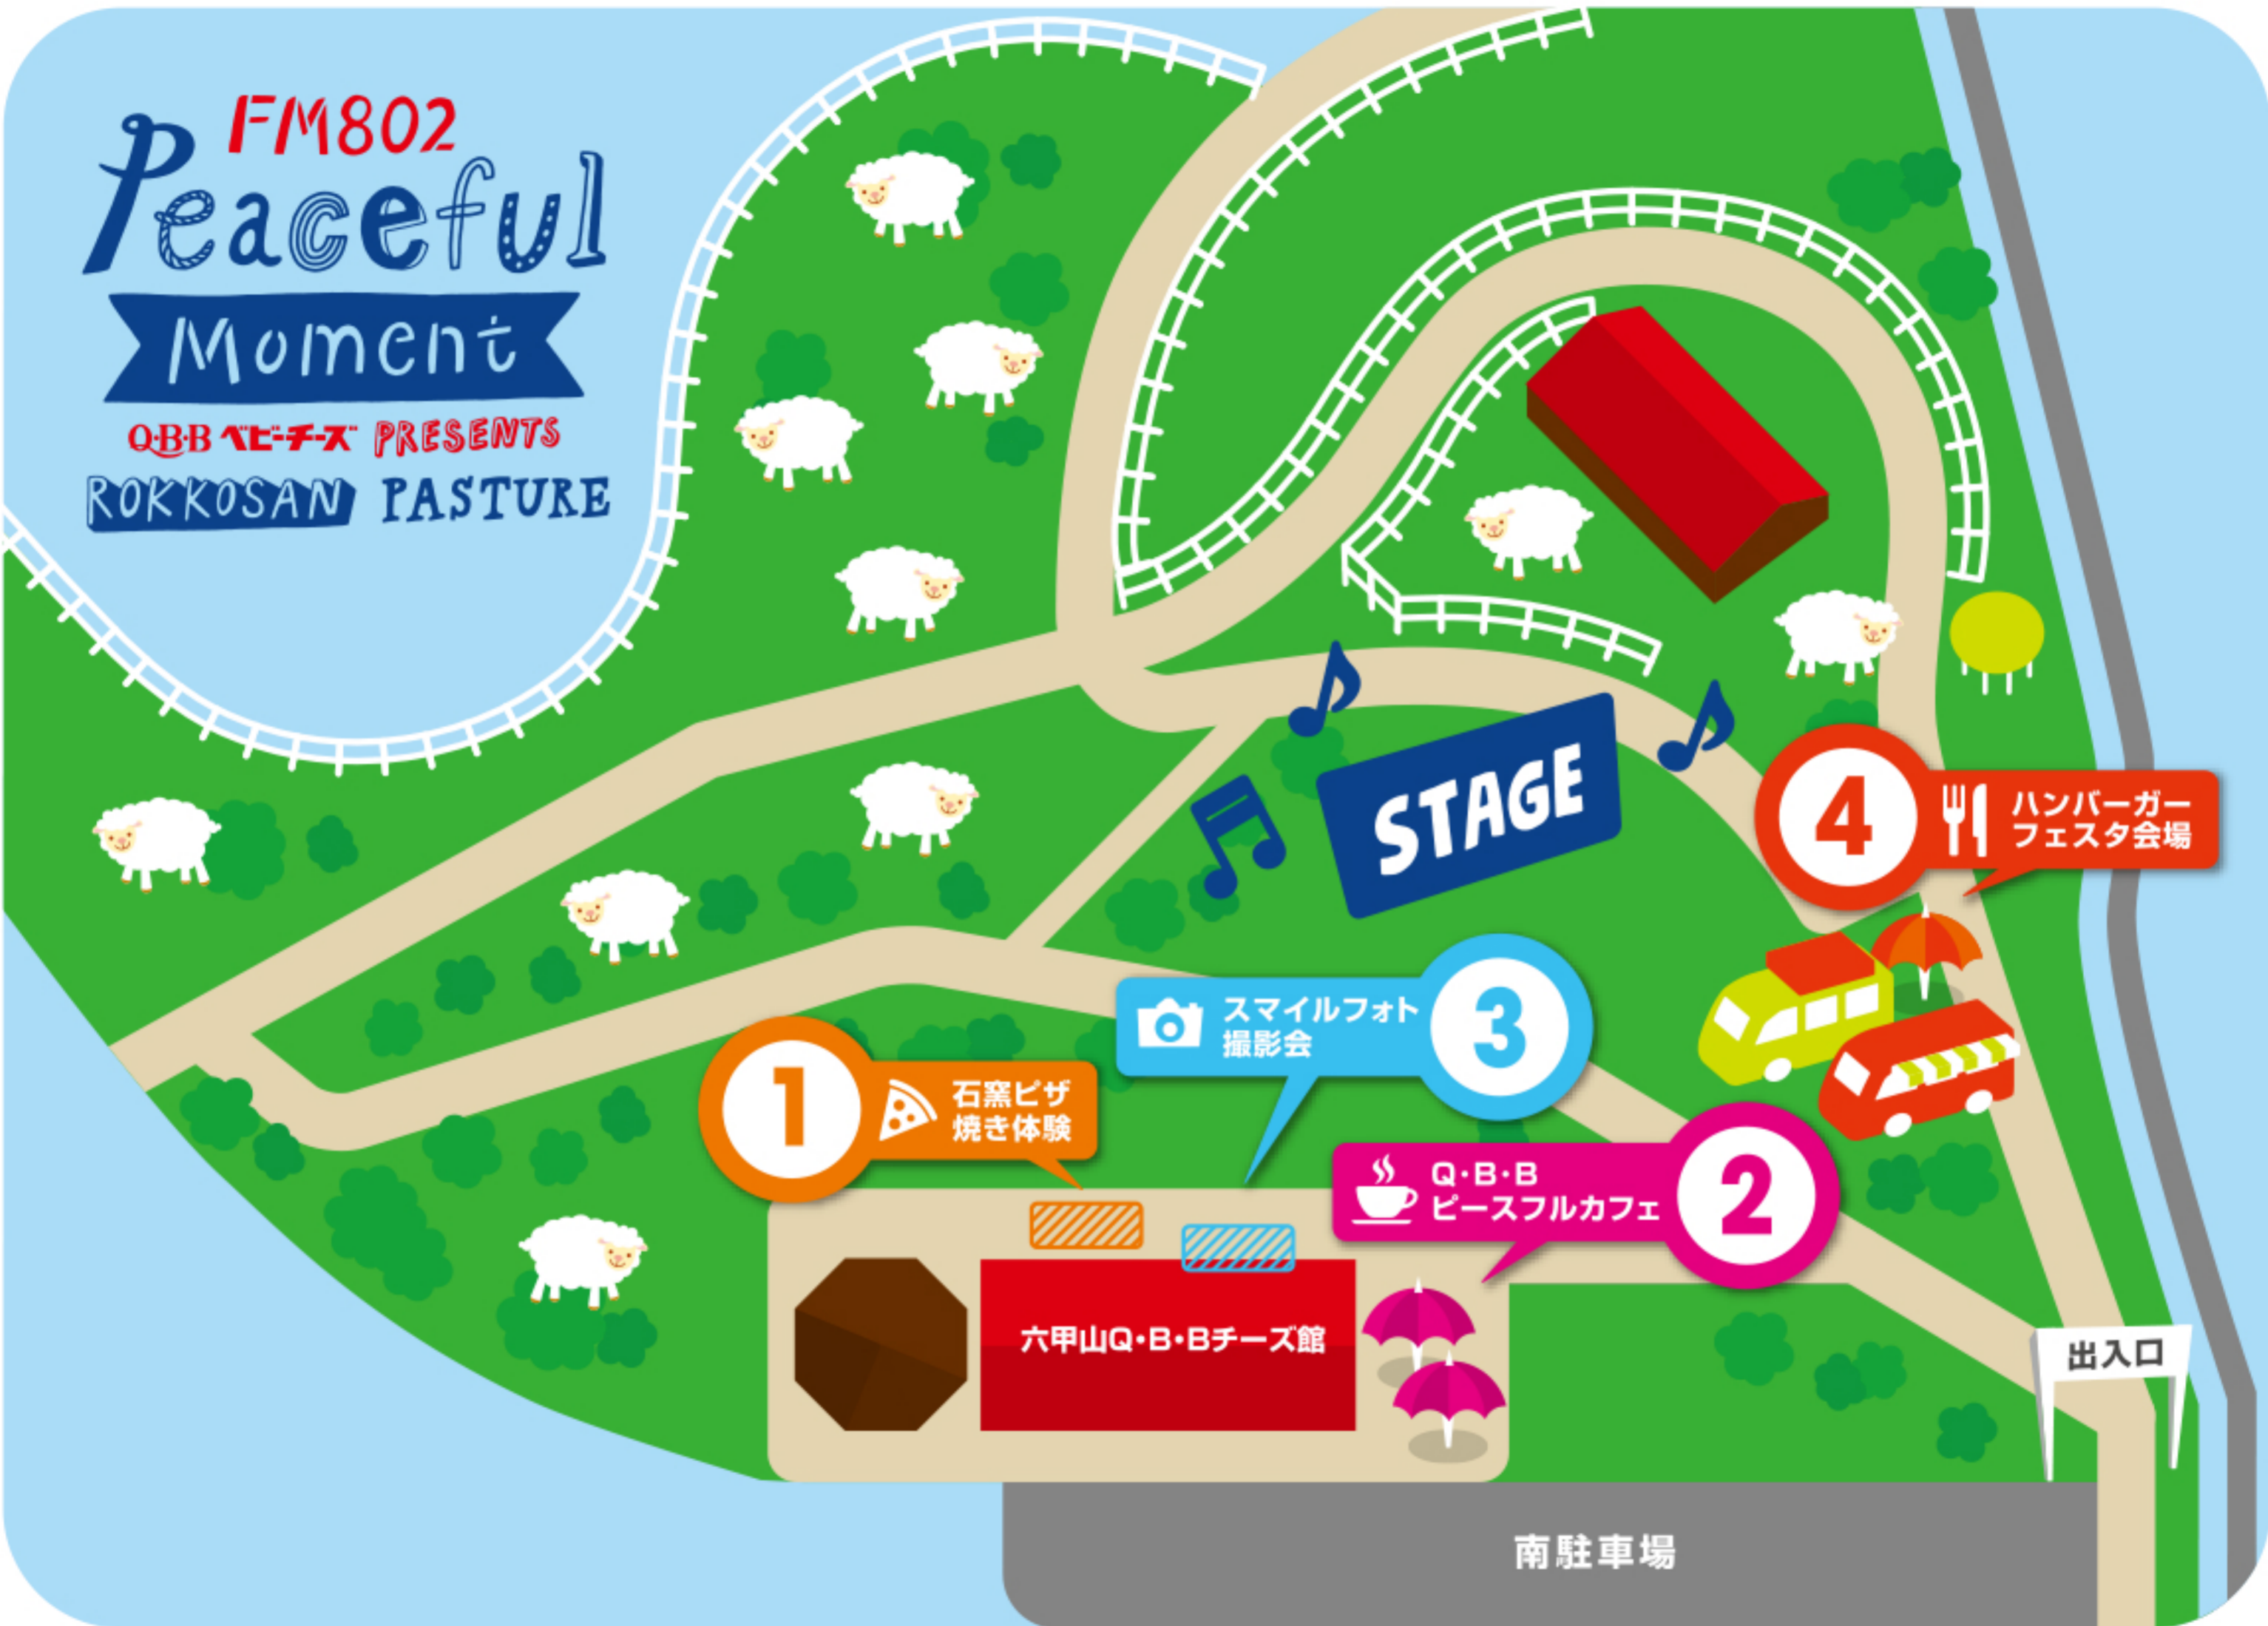 FM802
Peaceful
Moment
Q・B・B ベビーチーズ PRESENTS
ROKKOSAN PASTURE
STAGE
4
ハンバーガー
フェスタ会場
スマイルフォト
撮影会
3
1
石窯ピザ
焼き体験
Q・B・B
ピースフルカフェ
2
六甲山Q・B・Bチーズ館
出入口
南駐車場